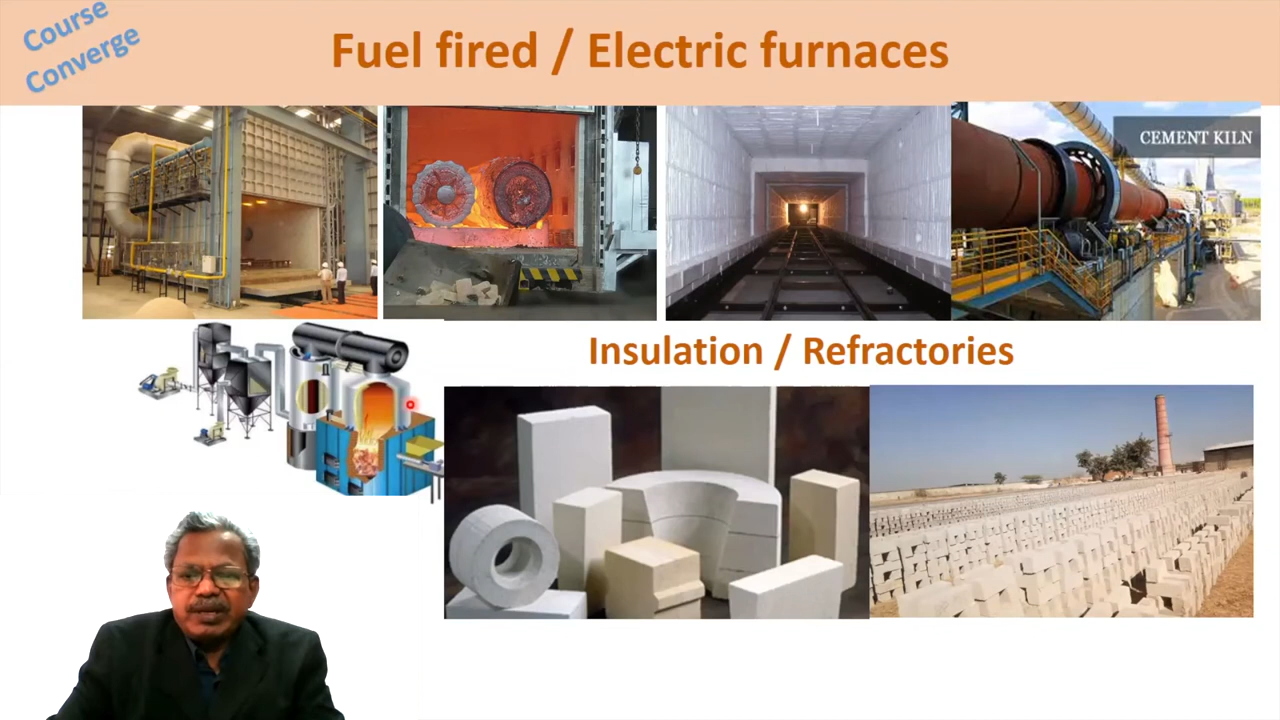 Course
Converge
Fuel fired / Electric furnaces
CEMENT KILN
Insulation / Refractories